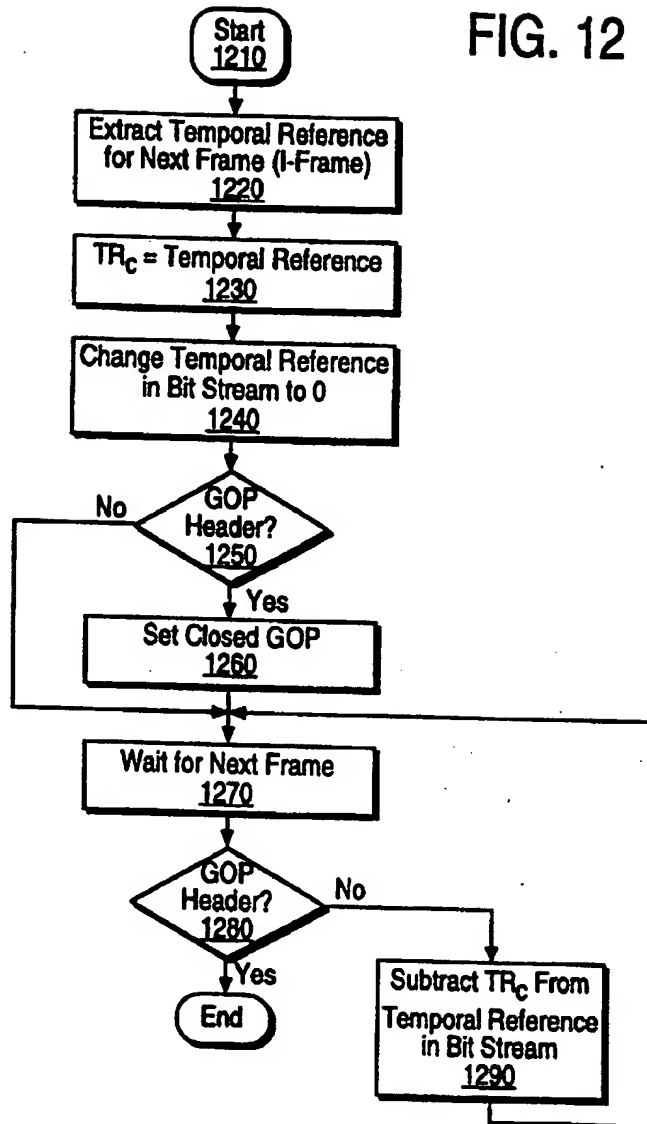 FIG. 12
Start
1210
Extract Temporal Reference
for Next Frame (I-Frame)
1220
TRC = Temporal Reference
1230
Change Temporal Reference
in Bit Stream to 0
1240
No
GOP
Header?
1250
Yes
Set Closed GOP
1260
Wait for Next Frame
1270
GOP
Header?
1280
No
Yes
End
Subtract TRC From
Temporal Reference
in Bit Stream
1290